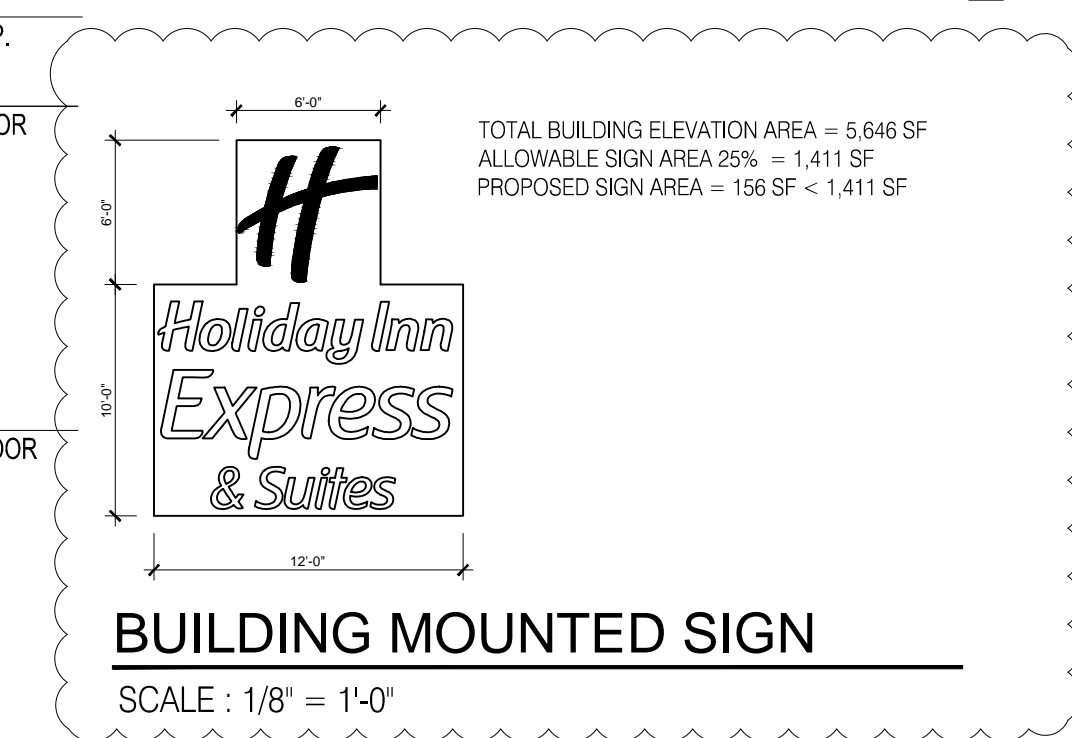 P.
OR
OOR
6'-0"
TOTAL BUILDING ELEVATION AREA = 5,646 SF
ALLOWABLE SIGN AREA 25% = 1,411 SF
PROPOSED SIGN AREA = 156 SF < 1,411 SF
6'-0"
H
10'-0"
Holiday Inn
Express
& Suites
12'-0"
BUILDING MOUNTED SIGN
SCALE : 1/8" = 1'-0"